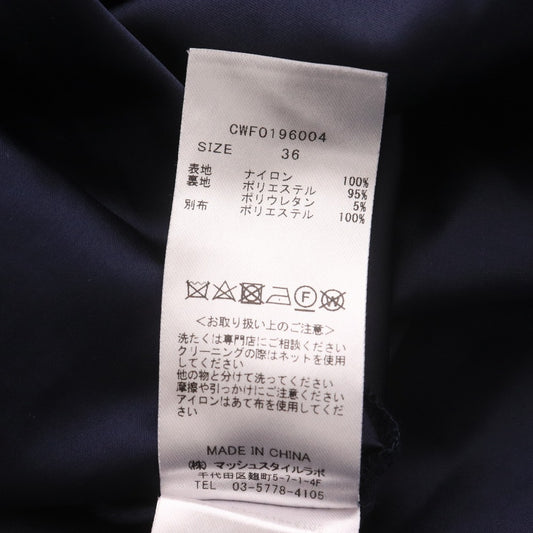 CWF0196004
SIZE 36
表地 ナイロン 100%
裏地 ポリエステル 95%
ポリウレタン 5%
別布 ポリエステル 100%
F W
<お取り扱い上のご注意>
洗たくは専門店にご相談ください
クリーニングの際はネットを使用
してください
他の物と分けて洗ってください
摩擦や引っかけにご注意ください
アイロンはあて布を使用してくだ
さい
MADE IN CHINA
(株)マッシュスタイルラボ
千代田区麹町5-7-1-4F
TEL 03-5778-4105